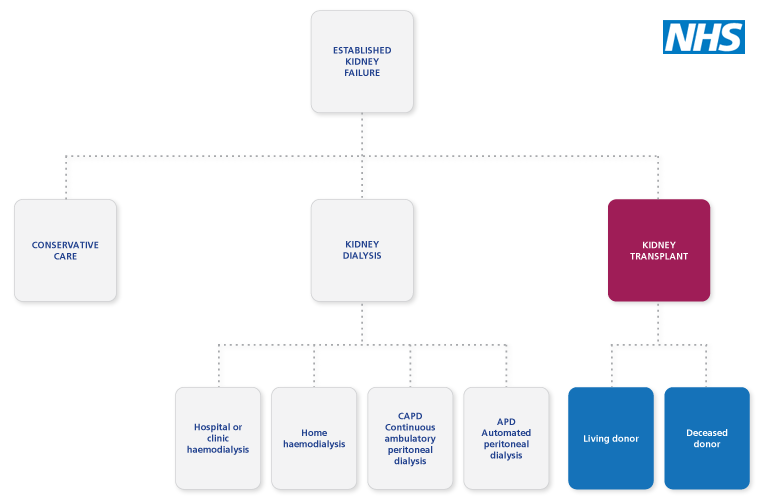 NHS
ESTABLISHED
KIDNEY
FAILURE
CONSERVATIVE
CARE
KIDNEY
DIALYSIS
KIDNEY
TRANSPLANT
Hospital or
clinic
haemodialysis
Home
haemodialysis
CAPD
Continuous
ambulatory
peritoneal
dialysis
APD
Automated
peritoneal
dialysis
Living donor
Deceased
donor